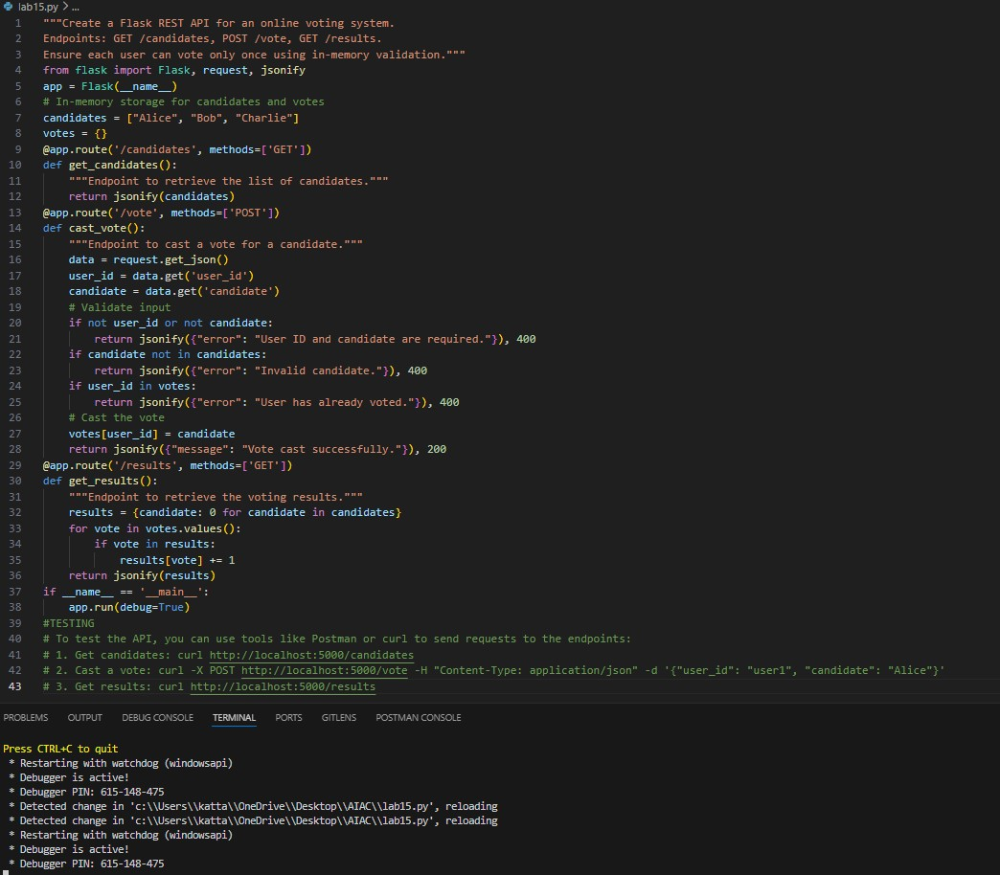 lab15.py > ...
1 """Create a Flask REST API for an online voting system.
2 Endpoints: GET /candidates, POST /vote, GET /results.
3 Ensure each user can vote only once using in-memory validation."""
4 from flask import Flask, request, jsonify
5 app = Flask(__name__)
6 # In-memory storage for candidates and votes
7 candidates = ["Alice", "Bob", "Charlie"]
8 votes = {}
9 @app.route('/candidates', methods=['GET'])
10 def get_candidates():
11     """Endpoint to retrieve the list of candidates."""
12     return jsonify(candidates)
13 @app.route('/vote', methods=['POST'])
14 def cast_vote():
15     """Endpoint to cast a vote for a candidate."""
16     data = request.get_json()
17     user_id = data.get('user_id')
18     candidate = data.get('candidate')
19     # Validate input
20     if not user_id or not candidate:
21         return jsonify({"error": "User ID and candidate are required."}), 400
22     if candidate not in candidates:
23         return jsonify({"error": "Invalid candidate."}), 400
24     if user_id in votes:
25         return jsonify({"error": "User has already voted."}), 400
26     # Cast the vote
27     votes[user_id] = candidate
28     return jsonify({"message": "Vote cast successfully."}), 200
29 @app.route('/results', methods=['GET'])
30 def get_results():
31     """Endpoint to retrieve the voting results."""
32     results = {candidate: 0 for candidate in candidates}
33     for vote in votes.values():
34         if vote in results:
35             results[vote] += 1
36     return jsonify(results)
37 if __name__ == '__main__':
38     app.run(debug=True)
39 #TESTING
40 # To test the API, you can use tools like Postman or curl to send requests to the endpoints:
41 # 1. Get candidates: curl http://localhost:5000/candidates
42 # 2. Cast a vote: curl -X POST http://localhost:5000/vote -H "Content-Type: application/json" -d '{"user_id": "user1", "candidate": "Alice"}'
43 # 3. Get results: curl http://localhost:5000/results
PROBLEMS OUTPUT DEBUG CONSOLE TERMINAL PORTS GITLENS POSTMAN CONSOLE
Press CTRL+C to quit
 * Restarting with watchdog (windowsapi)
 * Debugger is active!
 * Debugger PIN: 615-148-475
 * Detected change in 'c:\\Users\\katta\\OneDrive\\Desktop\\AIAC\\lab15.py', reloading
 * Detected change in 'c:\\Users\\katta\\OneDrive\\Desktop\\AIAC\\lab15.py', reloading
 * Restarting with watchdog (windowsapi)
 * Debugger is active!
 * Debugger PIN: 615-148-475